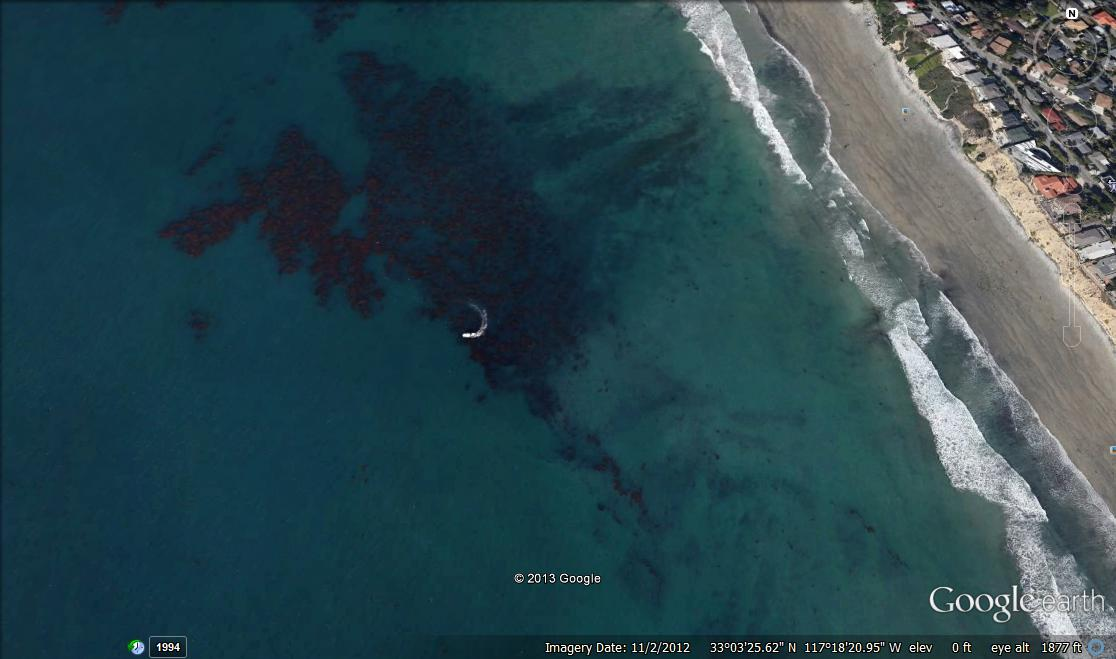 N
© 2013 Google
Google earth
1994
Imagery Date: 11/2/2012 33°03'25.62" N 117°18'20.95" W elev 0 ft eye alt 1877 ft